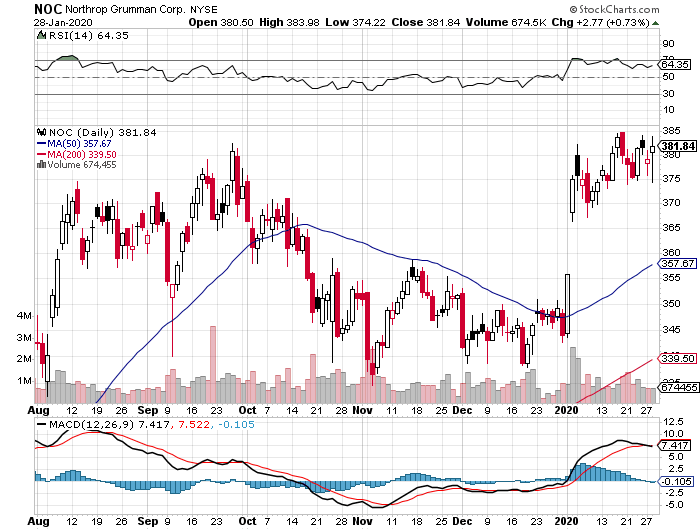 NOC Northrop Grumman Corp. NYSE © StockCharts.com
28-Jan-2020 Open 380.50 High 383.98 Low 374.22 Close 381.84 Volume 674.5K Chg +2.77 (+0.73%)
RSI(14) 64.35
90
70
64.35
50
30
10
NOC (Daily) 381.84
MA(50) 357.67
MA(200) 339.50
Volume 674,455
385
381.84
380
375
370
365
360
357.67
355
350
345
339.50
4M
3M
2M
1M
674455
Aug 12 19 26 Sep 9 16 23 Oct 7 14 21 28 Nov 11 18 25 Dec 9 16 23 2020 13 21 27
MACD(12,26,9) 7.417, 7.522, -0.105
12.5
10.0
7.417
5.0
2.5
-0.105
-2.5
-5.0
Aug 12 19 26 Sep 9 16 23 Oct 7 14 21 28 Nov 11 18 25 Dec 9 16 23 2020 13 21 27